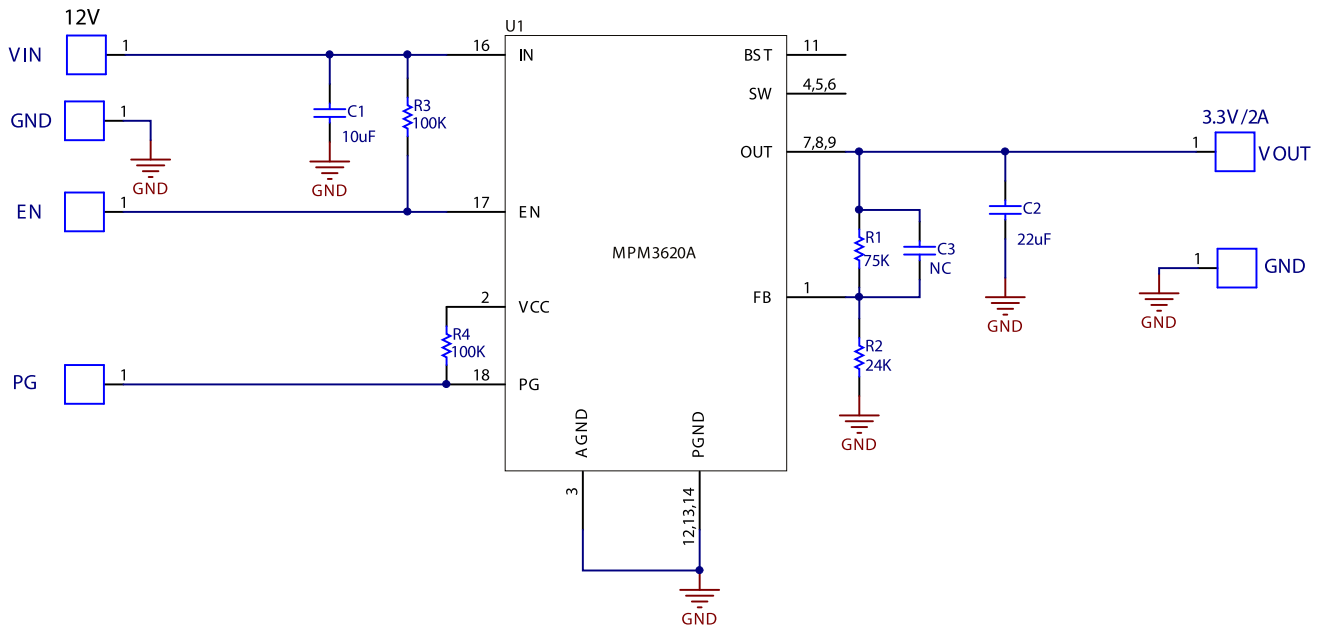 12V
VIN
1
GND
1
GND
EN
1
PG
1
C1
10uF
GND
R3
100K
R4
100K
U1
16
IN
17
EN
2
VCC
18
PG
MPM3620A
AGND
PGND
3
12,13,14
GND
BST
11
SW
4,5,6
OUT
7,8,9
FB
1
R1
75K
C3
NC
R2
24K
GND
C2
22uF
GND
3.3V/2A
1
VOUT
1
GND
GND